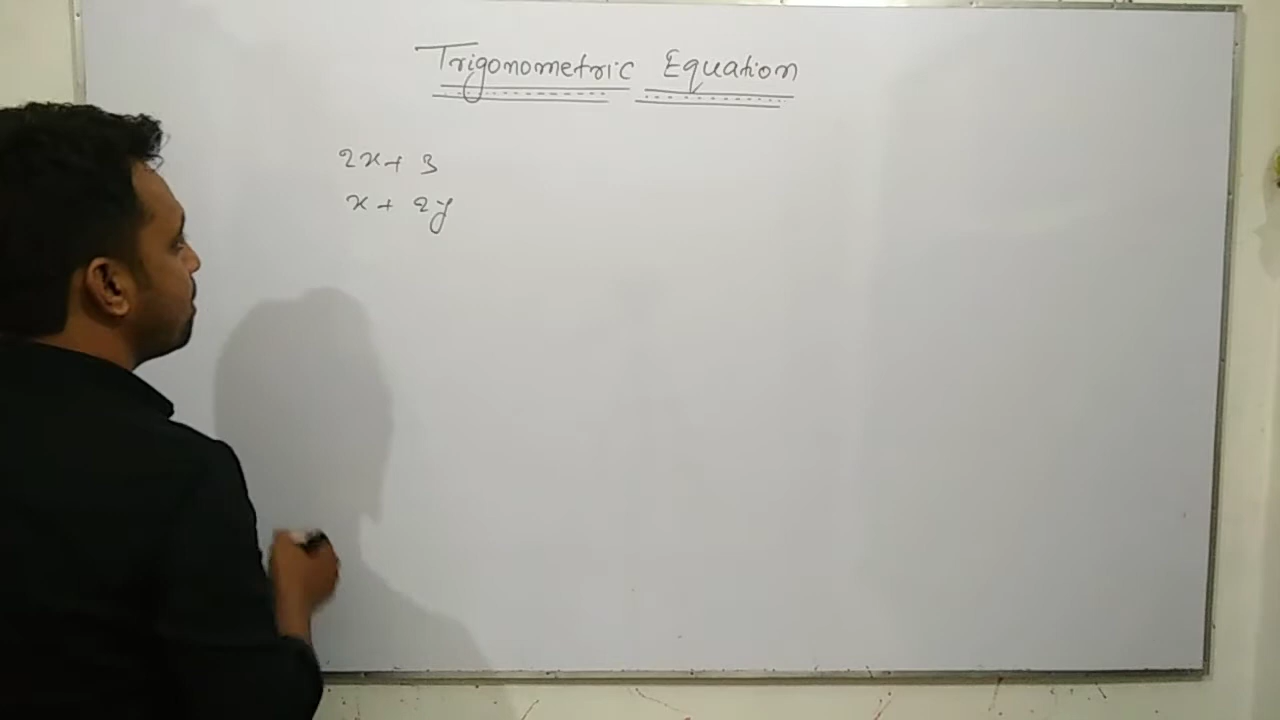 Trigonometric Equation
2x + 3
x + 2y